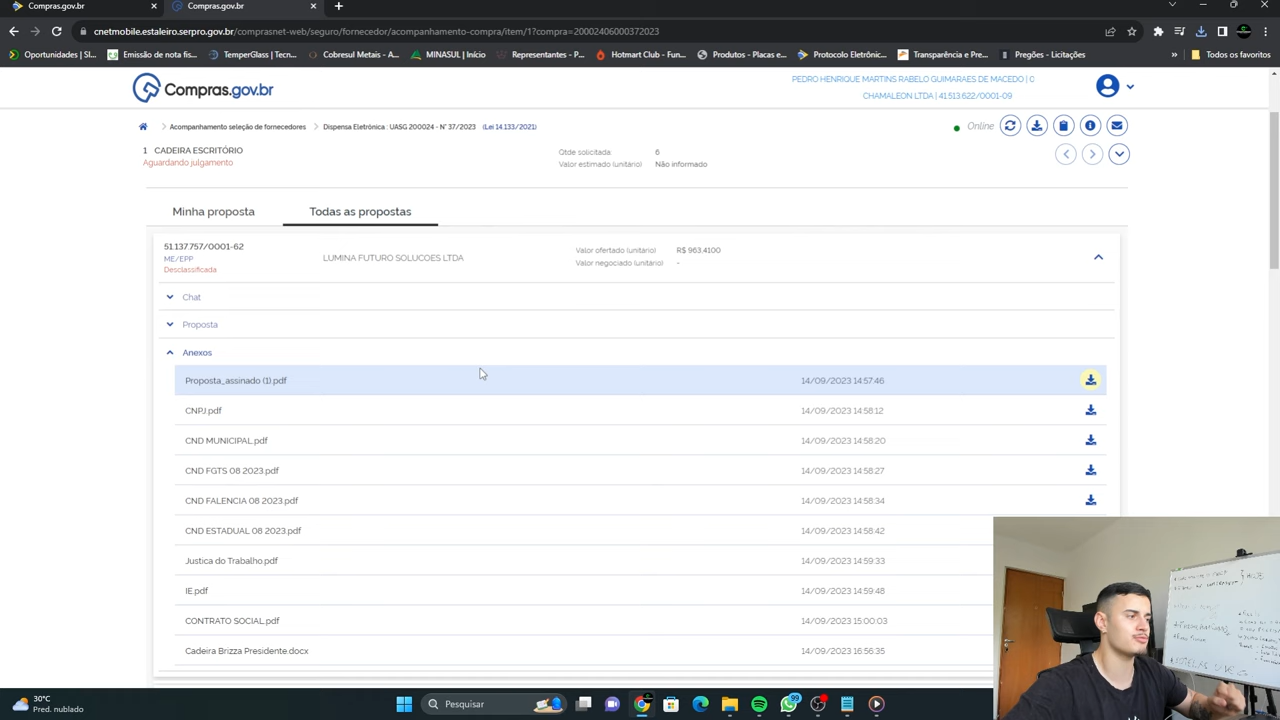 Compras.gov.br
Compras.gov.br
cnetmobile.estaleiro.serpro.gov.br/comprasnet-web/seguro/fornecedor/acompanhamento-compra/item/1?compra=20002406000372023
Oportunidades | Sl...
Emissão de nota fis...
TemperGlass | Temp...
Cobresul Metais - A...
MINASUL | Início
Representantes – P...
Hotmart Club - Fun...
Produtos - Placas e...
Protocolo Eletrônic...
Transparência e Pre...
Pregões - Licitações
»
Todos os favoritos
Compras.gov.br
PEDRO HENRIQUE MARTINS RABELO GUIMARAES DE MACEDO | C
CHAMALEON LTDA | 41.513.622/0001-09
Acompanhamento seleção de fornecedores
Dispensa Eletrônica : UASG 200024 - N° 37/2023 (Lei 14.133/2021)
Online
1 CADEIRA ESCRITÓRIO
Aguardando julgamento
Qtde solicitada: 6
Valor estimado (unitário) Não informado
Minha proposta
Todas as propostas
51.137.757/0001-62
ME/EPP
Desclassificada
LUMINA FUTURO SOLUCOES LTDA
Valor ofertado (unitário) R$ 963,4100
Valor negociado (unitário) -
Chat
Proposta
Anexos
Proposta_assinado (1).pdf 14/09/2023 14:57:46
CNPJ.pdf 14/09/2023 14:58:12
CND MUNICIPAL.pdf 14/09/2023 14:58:20
CND FGTS 08 2023.pdf 14/09/2023 14:58:27
CND FALENCIA 08 2023.pdf 14/09/2023 14:58:34
CND ESTADUAL 08 2023.pdf 14/09/2023 14:58:42
Justica do Trabalho.pdf 14/09/2023 14:59:33
IE.pdf 14/09/2023 14:59:48
CONTRATO SOCIAL.pdf 14/09/2023 15:00:03
Cadeira Brizza Presidente.docx 14/09/2023 16:56:35
30°C
Pred. nublado
Pesquisar
99